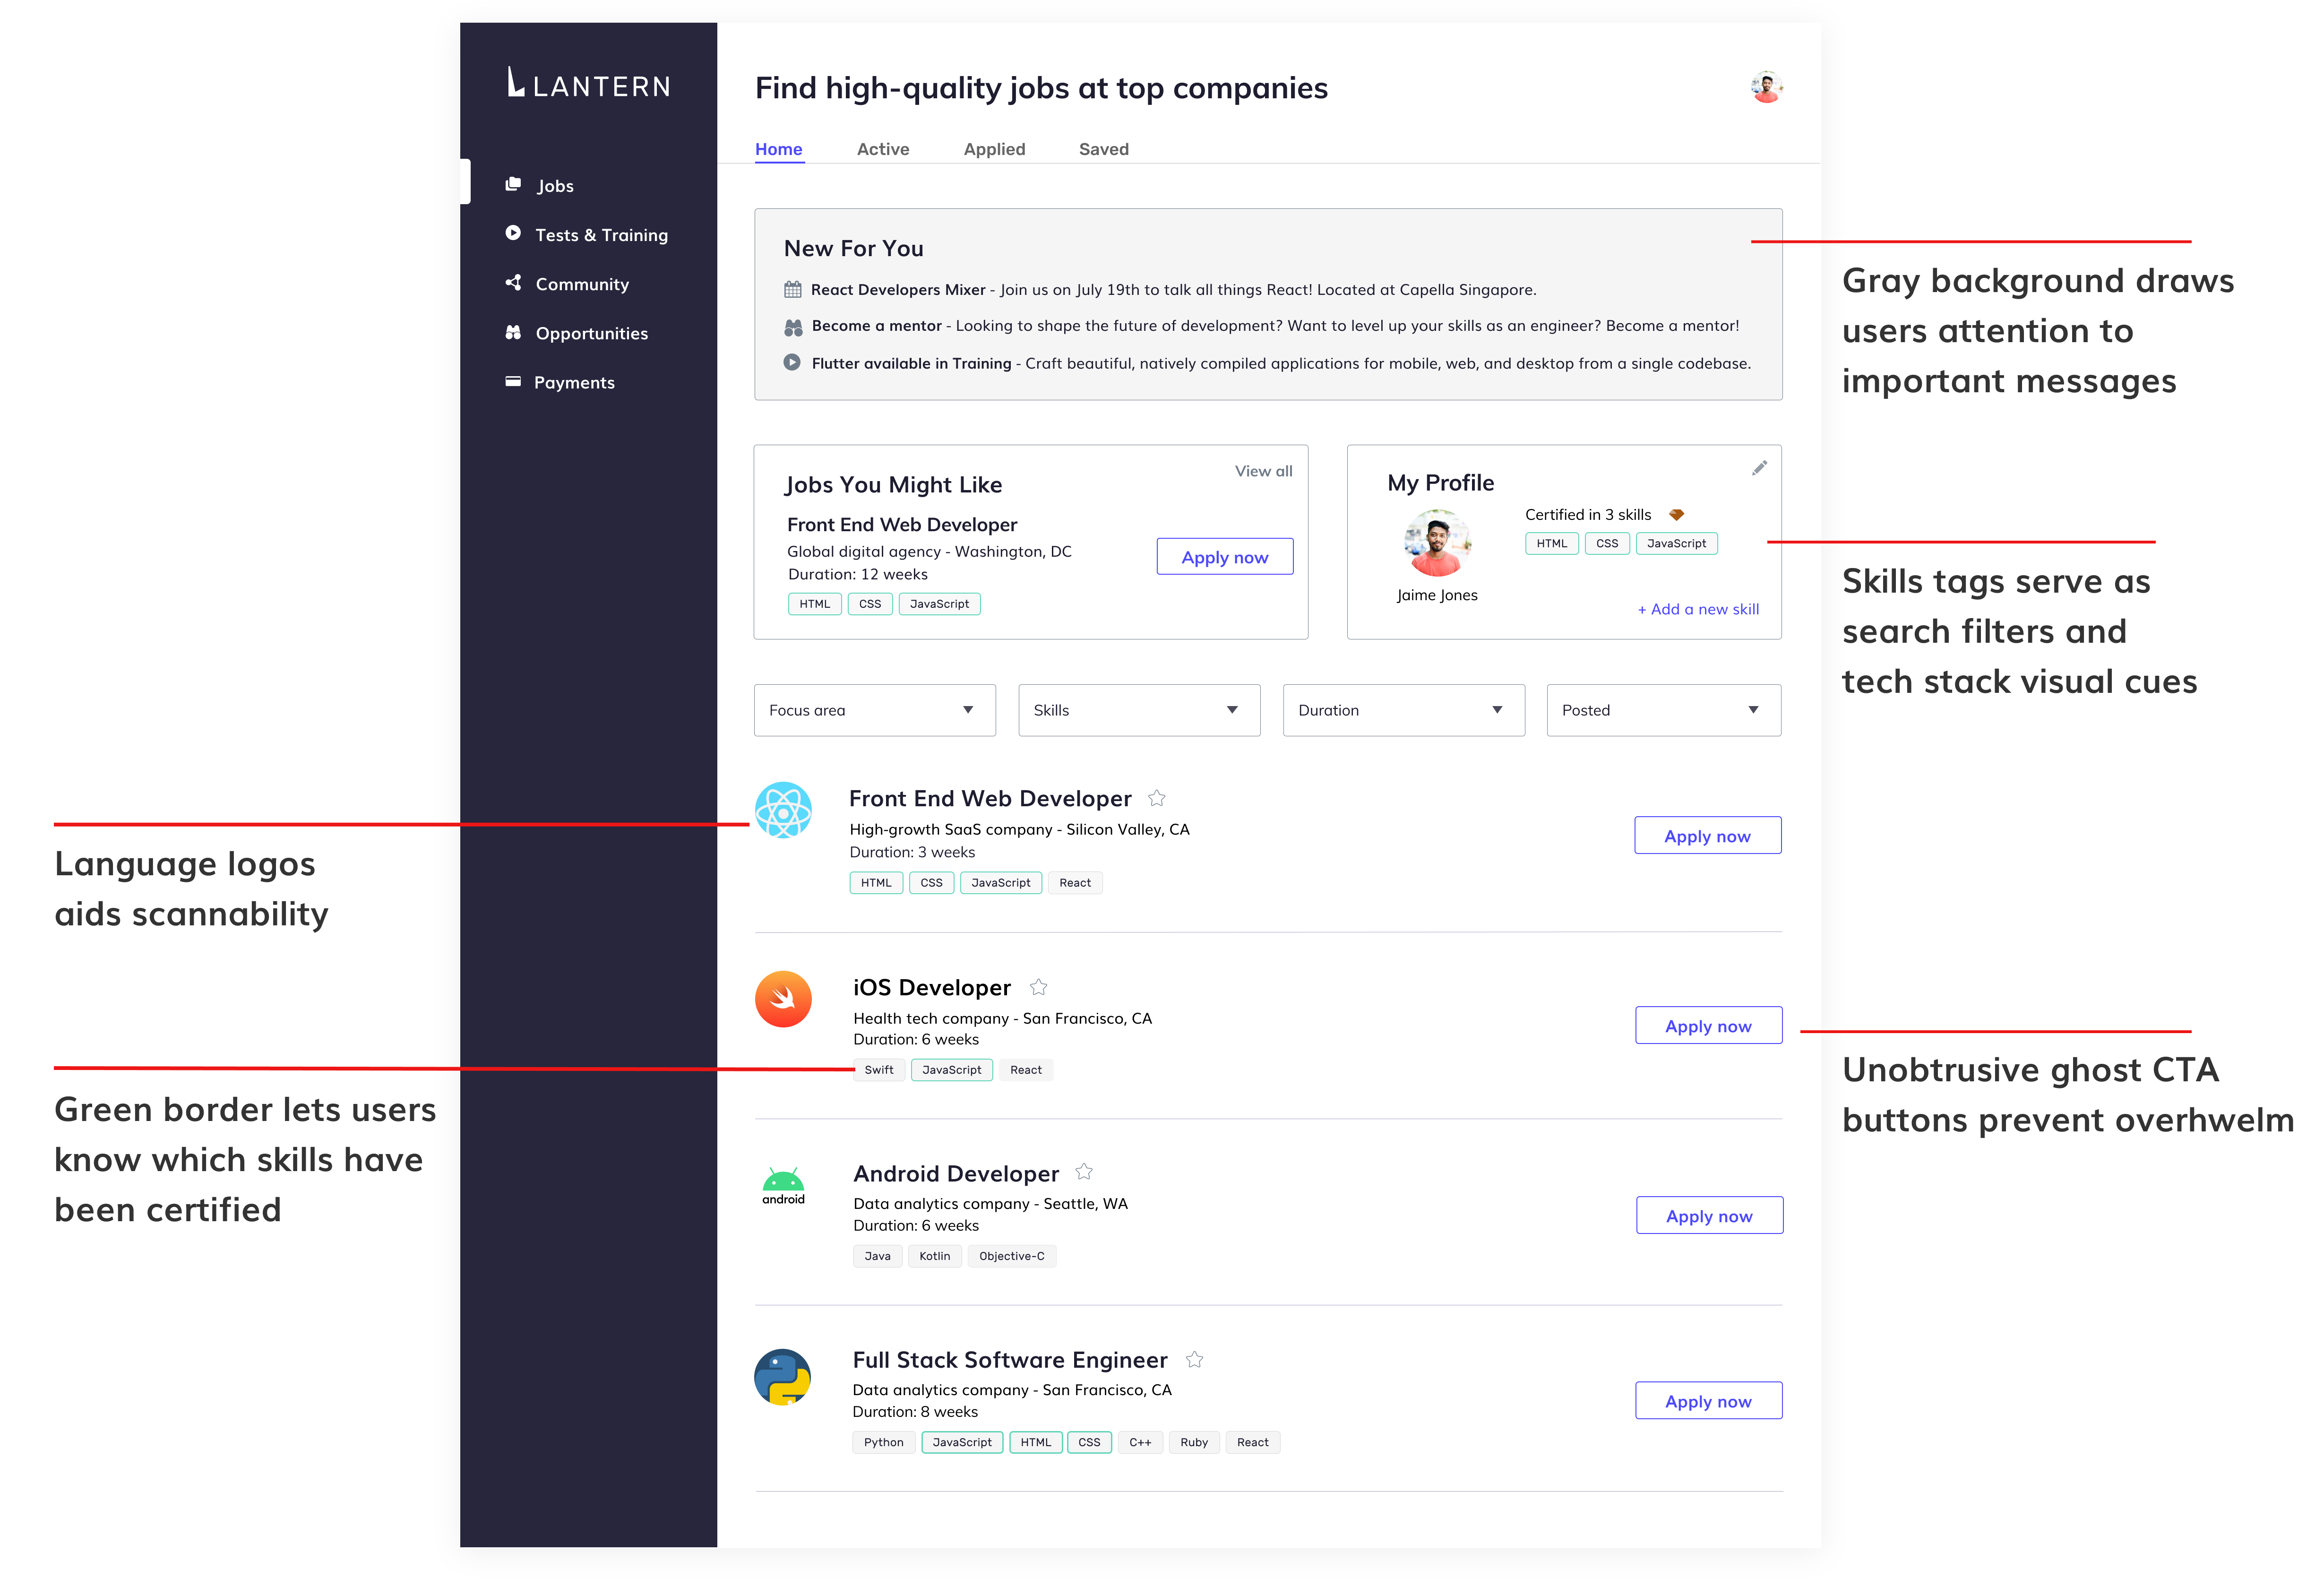 LANTERN
Jobs
Tests & Training
Community
Opportunities
Payments
Find high-quality jobs at top companies
Home
Active
Applied
Saved
New For You
React Developers Mixer - Join us on July 19th to talk all things React! Located at Capella Singapore.
Become a mentor - Looking to shape the future of development? Want to level up your skills as an engineer? Become a mentor!
Flutter available in Training - Craft beautiful, natively compiled applications for mobile, web, and desktop from a single codebase.
Gray background draws
users attention to
important messages
Jobs You Might Like
View all
Front End Web Developer
Global digital agency - Washington, DC
Duration: 12 weeks
HTML
CSS
JavaScript
Apply now
My Profile
Jaime Jones
Certified in 3 skills
HTML
CSS
JavaScript
+ Add a new skill
Skills tags serve as
search filters and
tech stack visual cues
Focus area
Skills
Duration
Posted
Front End Web Developer
High-growth SaaS company - Silicon Valley, CA
Duration: 3 weeks
HTML
CSS
JavaScript
React
Apply now
Language logos
aids scannability
iOS Developer
Health tech company - San Francisco, CA
Duration: 6 weeks
Swift
JavaScript
React
Apply now
Green border lets users
know which skills have
been certified
Unobtrusive ghost CTA
buttons prevent overhwelm
android
Android Developer
Data analytics company - Seattle, WA
Duration: 6 weeks
Java
Kotlin
Objective-C
Apply now
Full Stack Software Engineer
Data analytics company - San Francisco, CA
Duration: 8 weeks
Python
JavaScript
HTML
CSS
C++
Ruby
React
Apply now